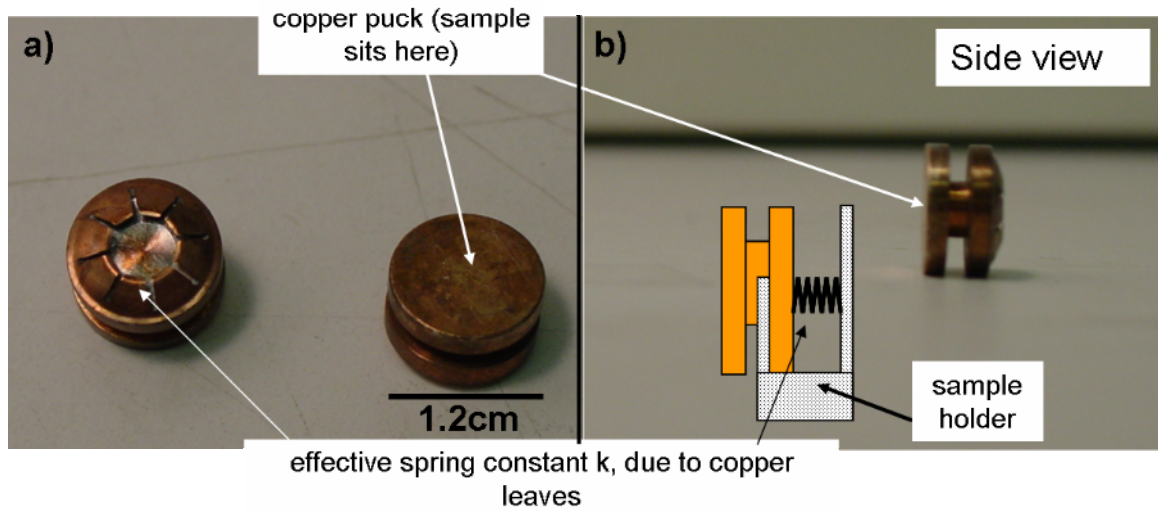 a)
copper puck (sample
sits here)
b)
Side view
1.2cm
sample
holder
effective spring constant k, due to copper
leaves